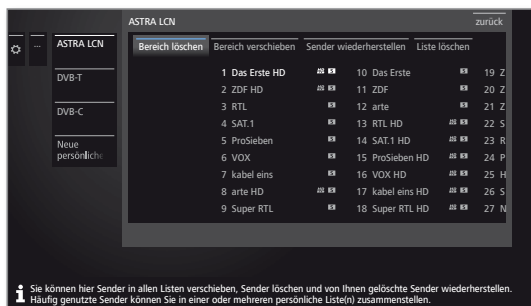 ASTRA LCN zurück
... ASTRA LCN
DVB-T
DVB-C
Neue
persönliche
Bereich löschen Bereich verschieben Sender wiederherstellen Liste löschen
1 Das Erste HD 10 Das Erste 19 Z
2 ZDF HD 11 ZDF 20 Z
3 RTL 12 arte 21 Z
4 SAT.1 13 RTL HD 22 S
5 ProSieben 14 SAT.1 HD 23 R
6 VOX 15 ProSieben HD 24 P
7 kabel eins 16 VOX HD 25 H
8 arte HD 17 kabel eins HD 26 S
9 Super RTL 18 Super RTL HD 27 N
Sie können hier Sender in allen Listen verschieben, Sender löschen und von Ihnen gelöschte Sender wiederherstellen.
Häufig genutzte Sender können Sie in einer oder mehreren persönliche Liste(n) zusammenstellen.